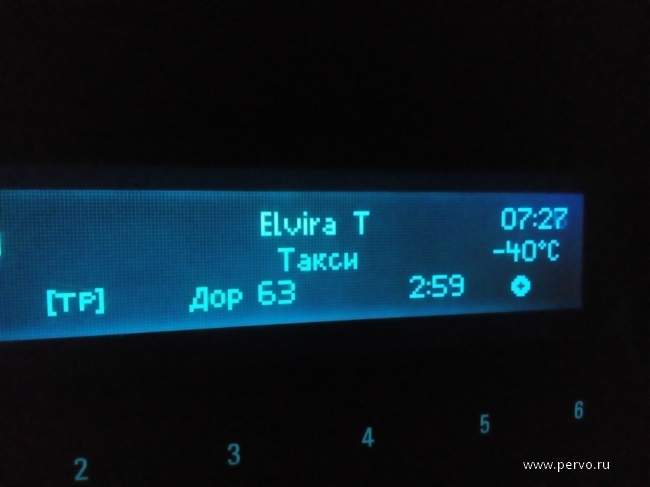 Elvira T 07:27
Такси -40°C
[TP] Дор 63 2:59
2 3 4 5 6
www.pervo.ru